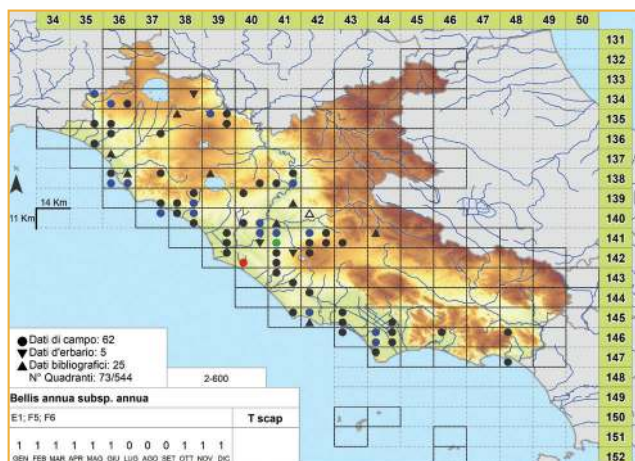 34 35 36 37 38 39 40 41 42 43 44 45 46 47 48 49 50
131
132
133
134
135
136
137
138
139
140
141
142
143
144
145
146
147
148
149
150
151
152
14 Km
11 Km
Dati di campo: 62
Dati d'erbario: 5
Dati bibliografici: 25
N° Quadranti: 73/544
2-600
Bellis annua subsp. annua
E1; F5; F6
T scap
1 1 1 1 1 1 0 0 0 1 1 1
GEN FEB MAR APR MAG GIU LUG AGO SET OTT NOV DIC